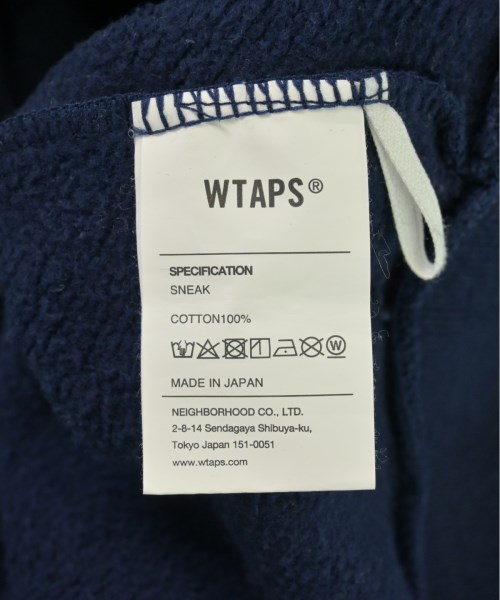 WTAPS®
SPECIFICATION
SNEAK
COTTON100%
W
MADE IN JAPAN
NEIGHBORHOOD CO., LTD.
2-8-14 Sendagaya Shibuya-ku,
Tokyo Japan 151-0051
www.wtaps.com